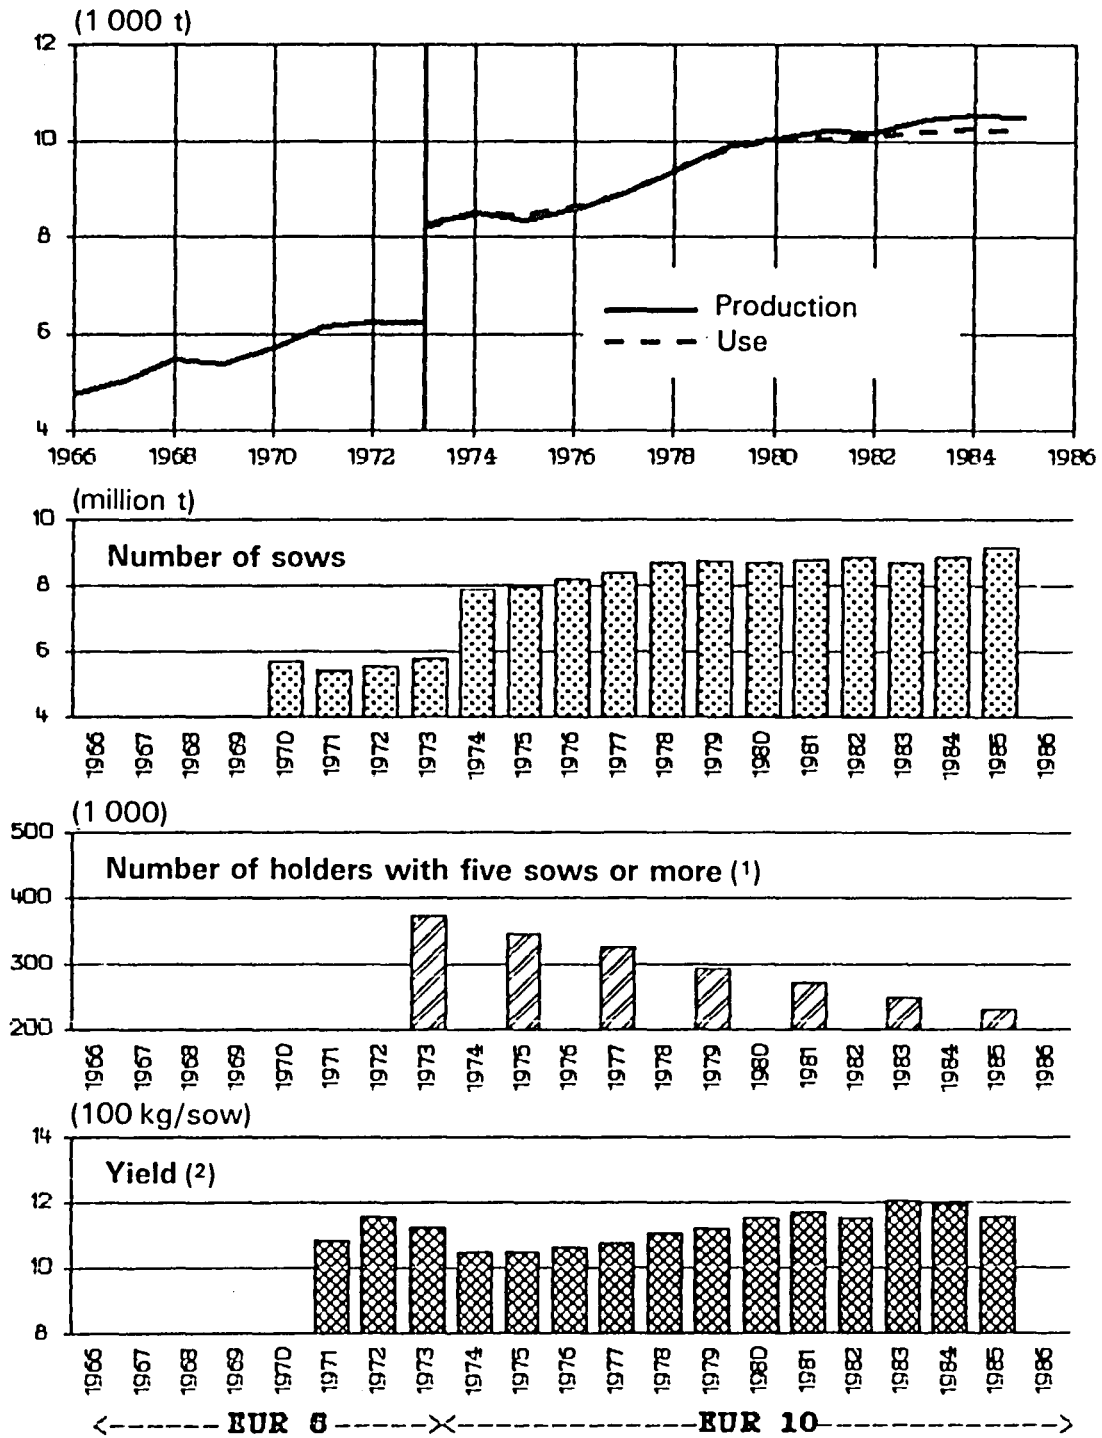 (1 000 t)
12
10
8
6
4
Production
Use
1966 1968 1970 1972 1974 1976 1978 1980 1982 1984 1986
(million t)
10
Number of sows
8
6
4
1966 1967 1968 1969 1970 1971 1972 1973 1974 1975 1976 1977 1978 1979 1980 1981 1982 1983 1984 1985 1986
(1 000)
500
Number of holders with five sows or more (1)
400
300
200
1966 1967 1968 1969 1970 1971 1972 1973 1974 1975 1976 1977 1978 1979 1980 1981 1982 1983 1984 1985 1986
(100 kg/sow)
14
Yield (2)
12
10
8
1966 1967 1968 1969 1970 1971 1972 1973 1974 1975 1976 1977 1978 1979 1980 1981 1982 1983 1984 1985 1986
<------ EUR 6 ------><---------------EUR 10--------------->